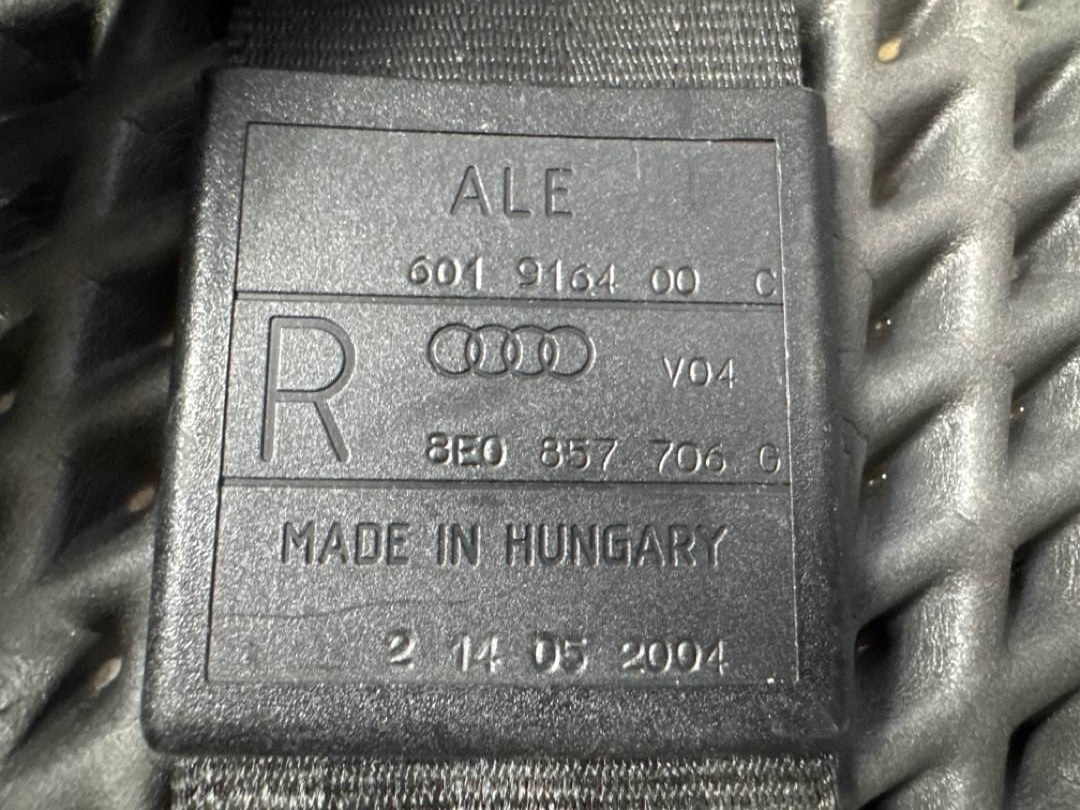 ALE
601 9164 00 C
R
V04
8E0 857 706 G
MADE IN HUNGARY
2 14 05 2004